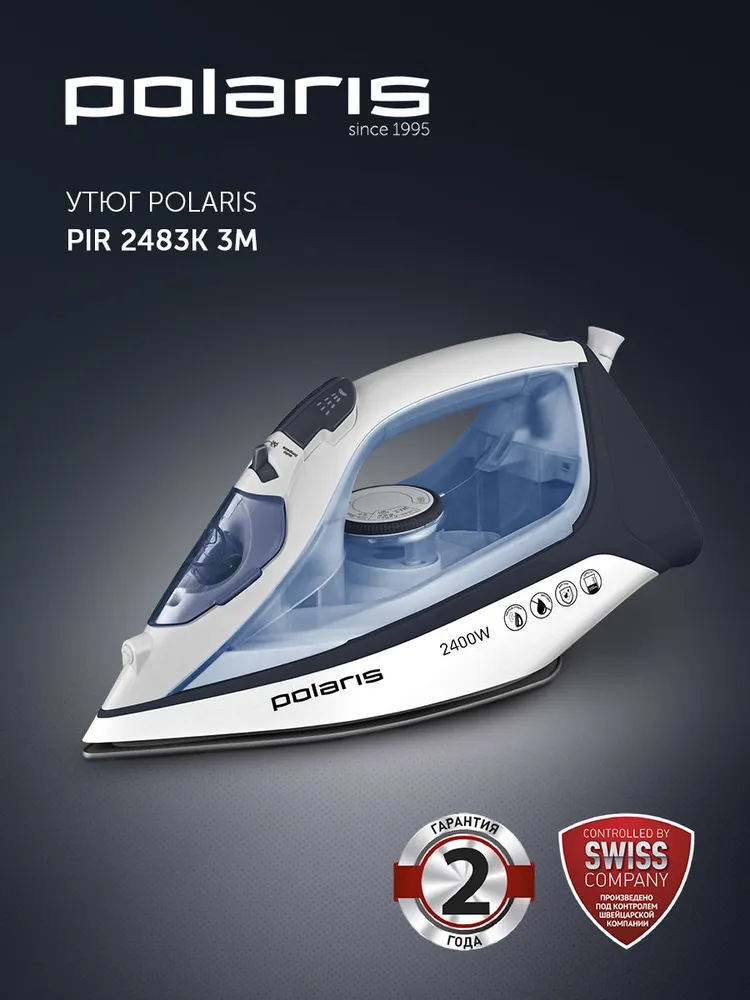 polaris
since 1995
УТЮГ POLARIS
PIR 2483K 3M
2400W
polaris
ГАРАНТИЯ
2
ГОДА
CONTROLLED BY
SWISS
COMPANY
ПРОИЗВЕДЕНО
ПОД КОНТРОЛЕМ
ШВЕЙЦАРСКОЙ
КОМПАНИИ